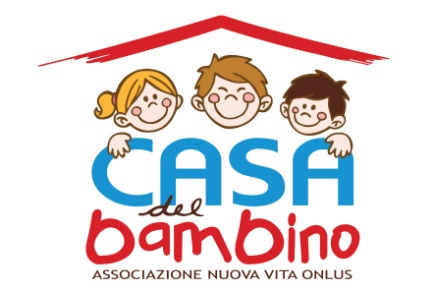 CASA
del
bambino
ASSOCIAZIONE NUOVA VITA ONLUS